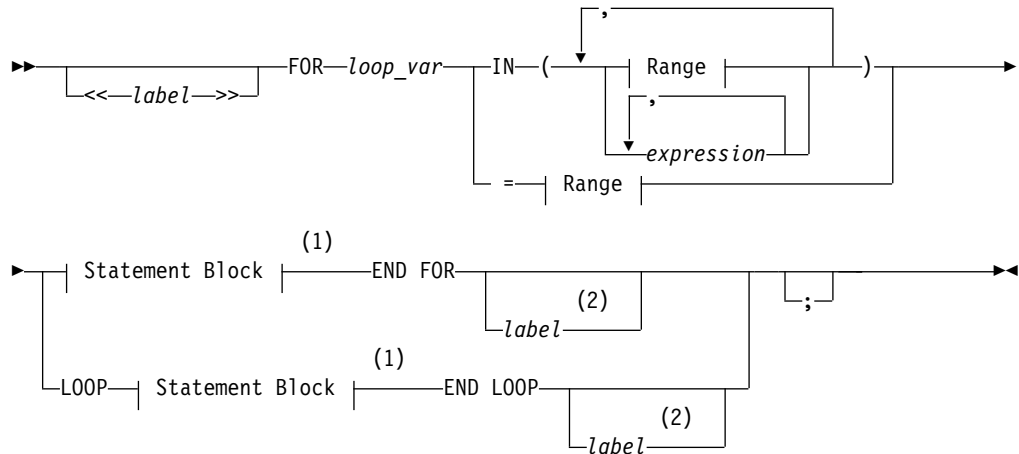 ,
FOR loop_var IN ( Range )
<< label >>
,
expression
= Range
(1)
Statement Block END FOR
(2)
label
;
(1)
LOOP Statement Block END LOOP
(2)
label